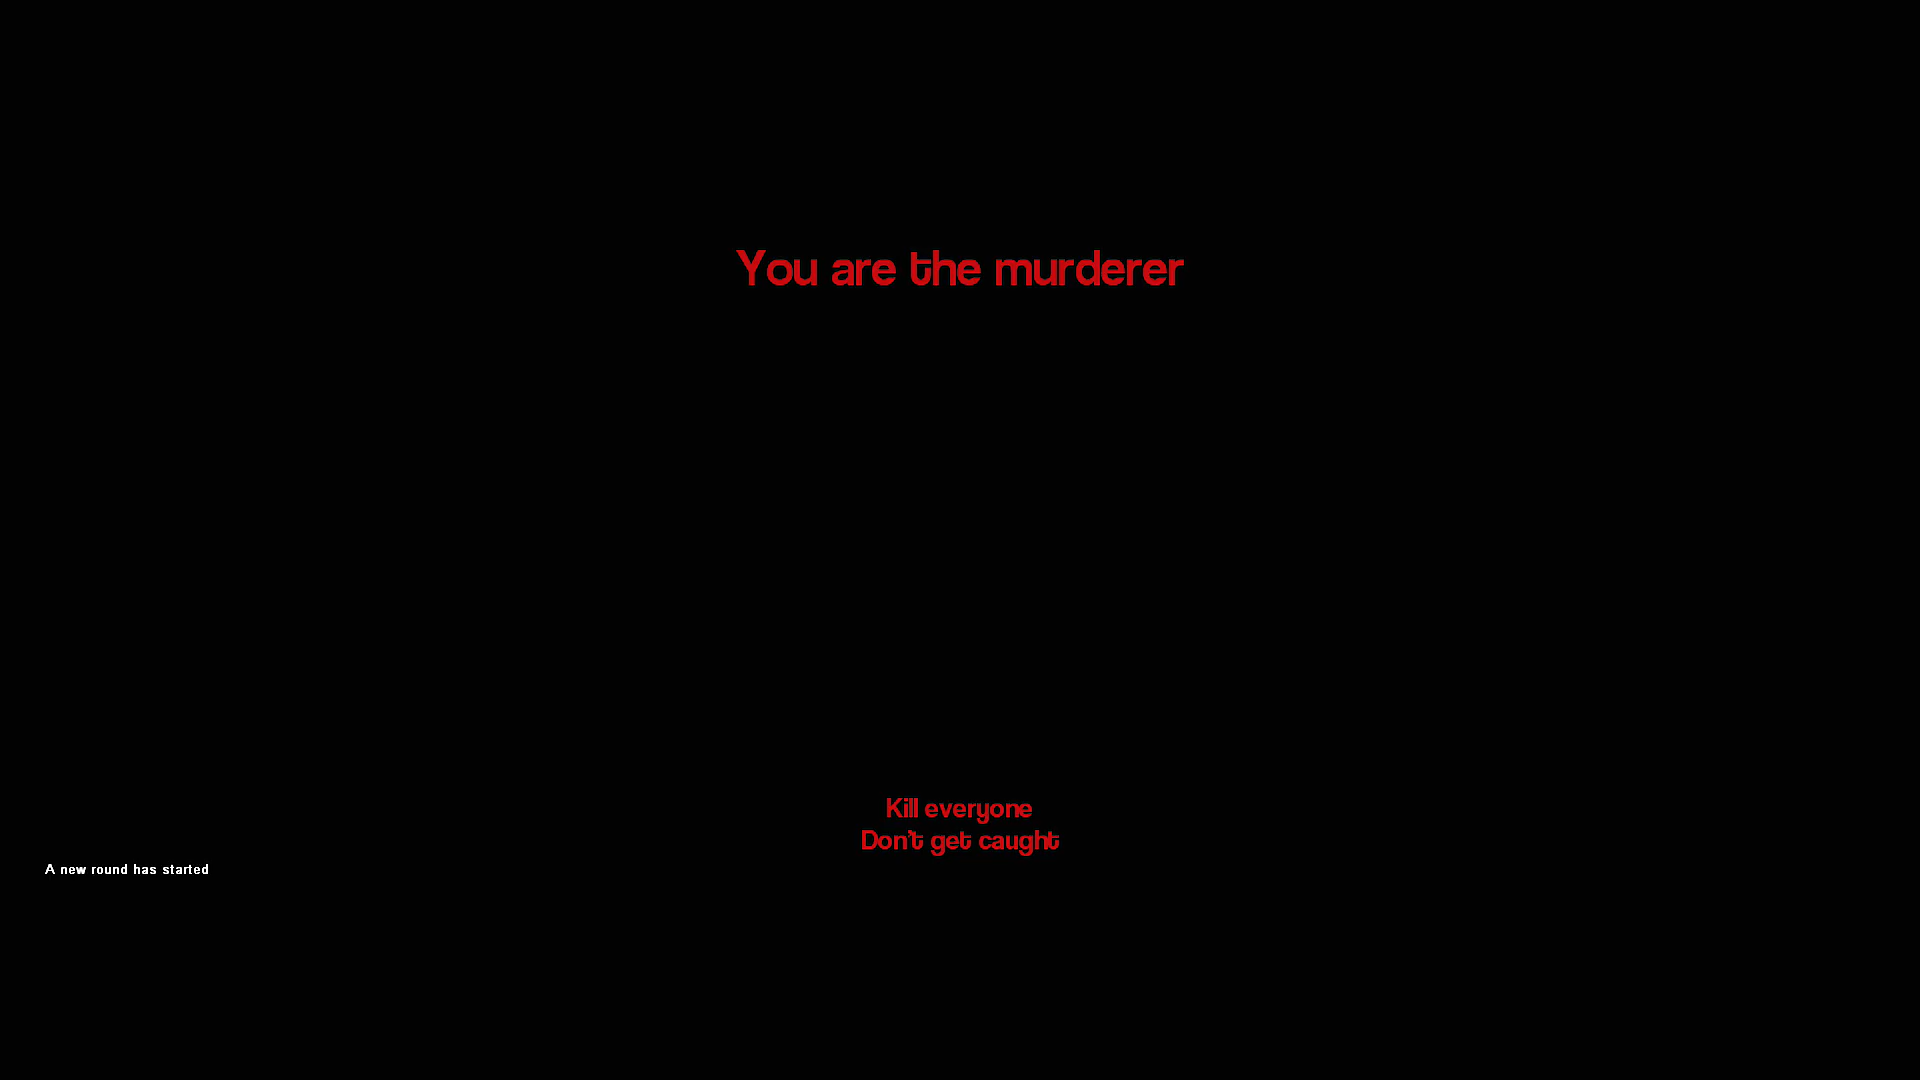 You are the murderer
Kill everyone
Don't get caught
A new round has started